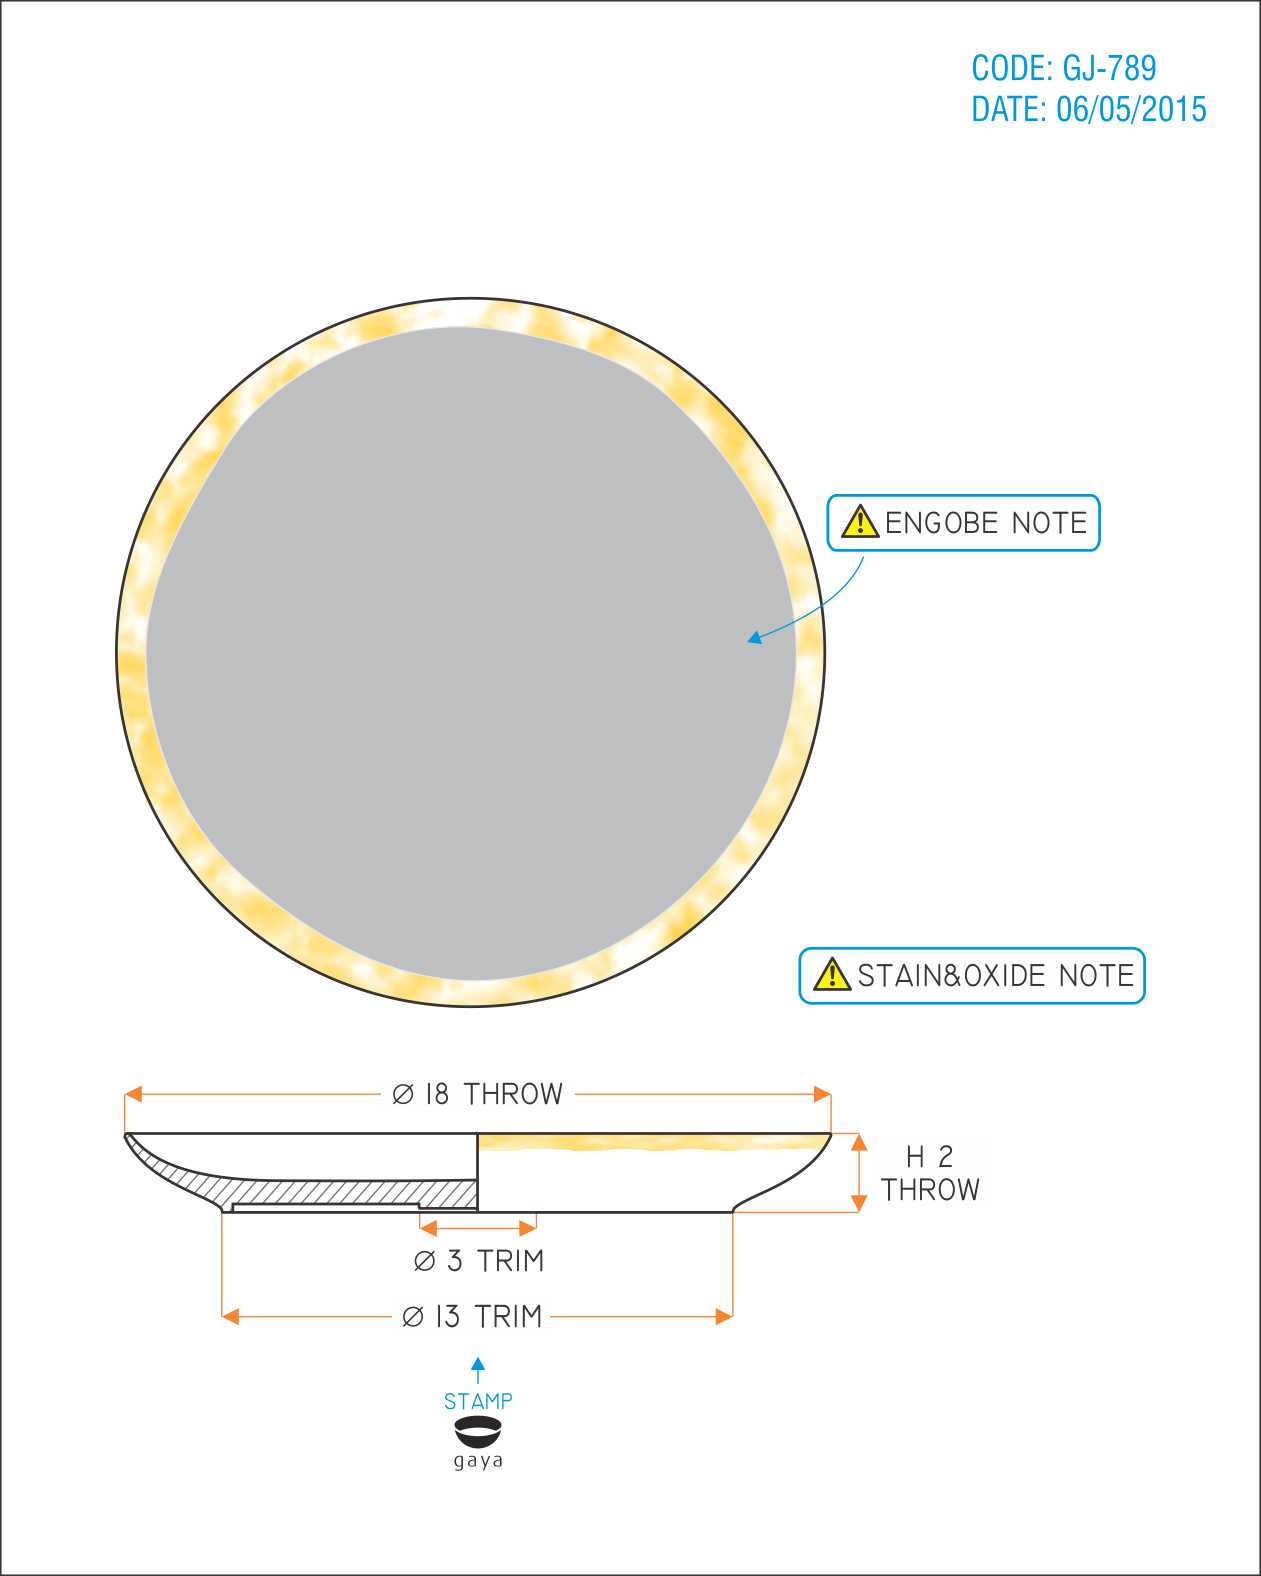 CODE: GJ-789
DATE: 06/05/2015
ENGOBE NOTE
STAIN&OXIDE NOTE
Ø 18 THROW
H 2
THROW
Ø 3 TRIM
Ø 13 TRIM
STAMP
gaya